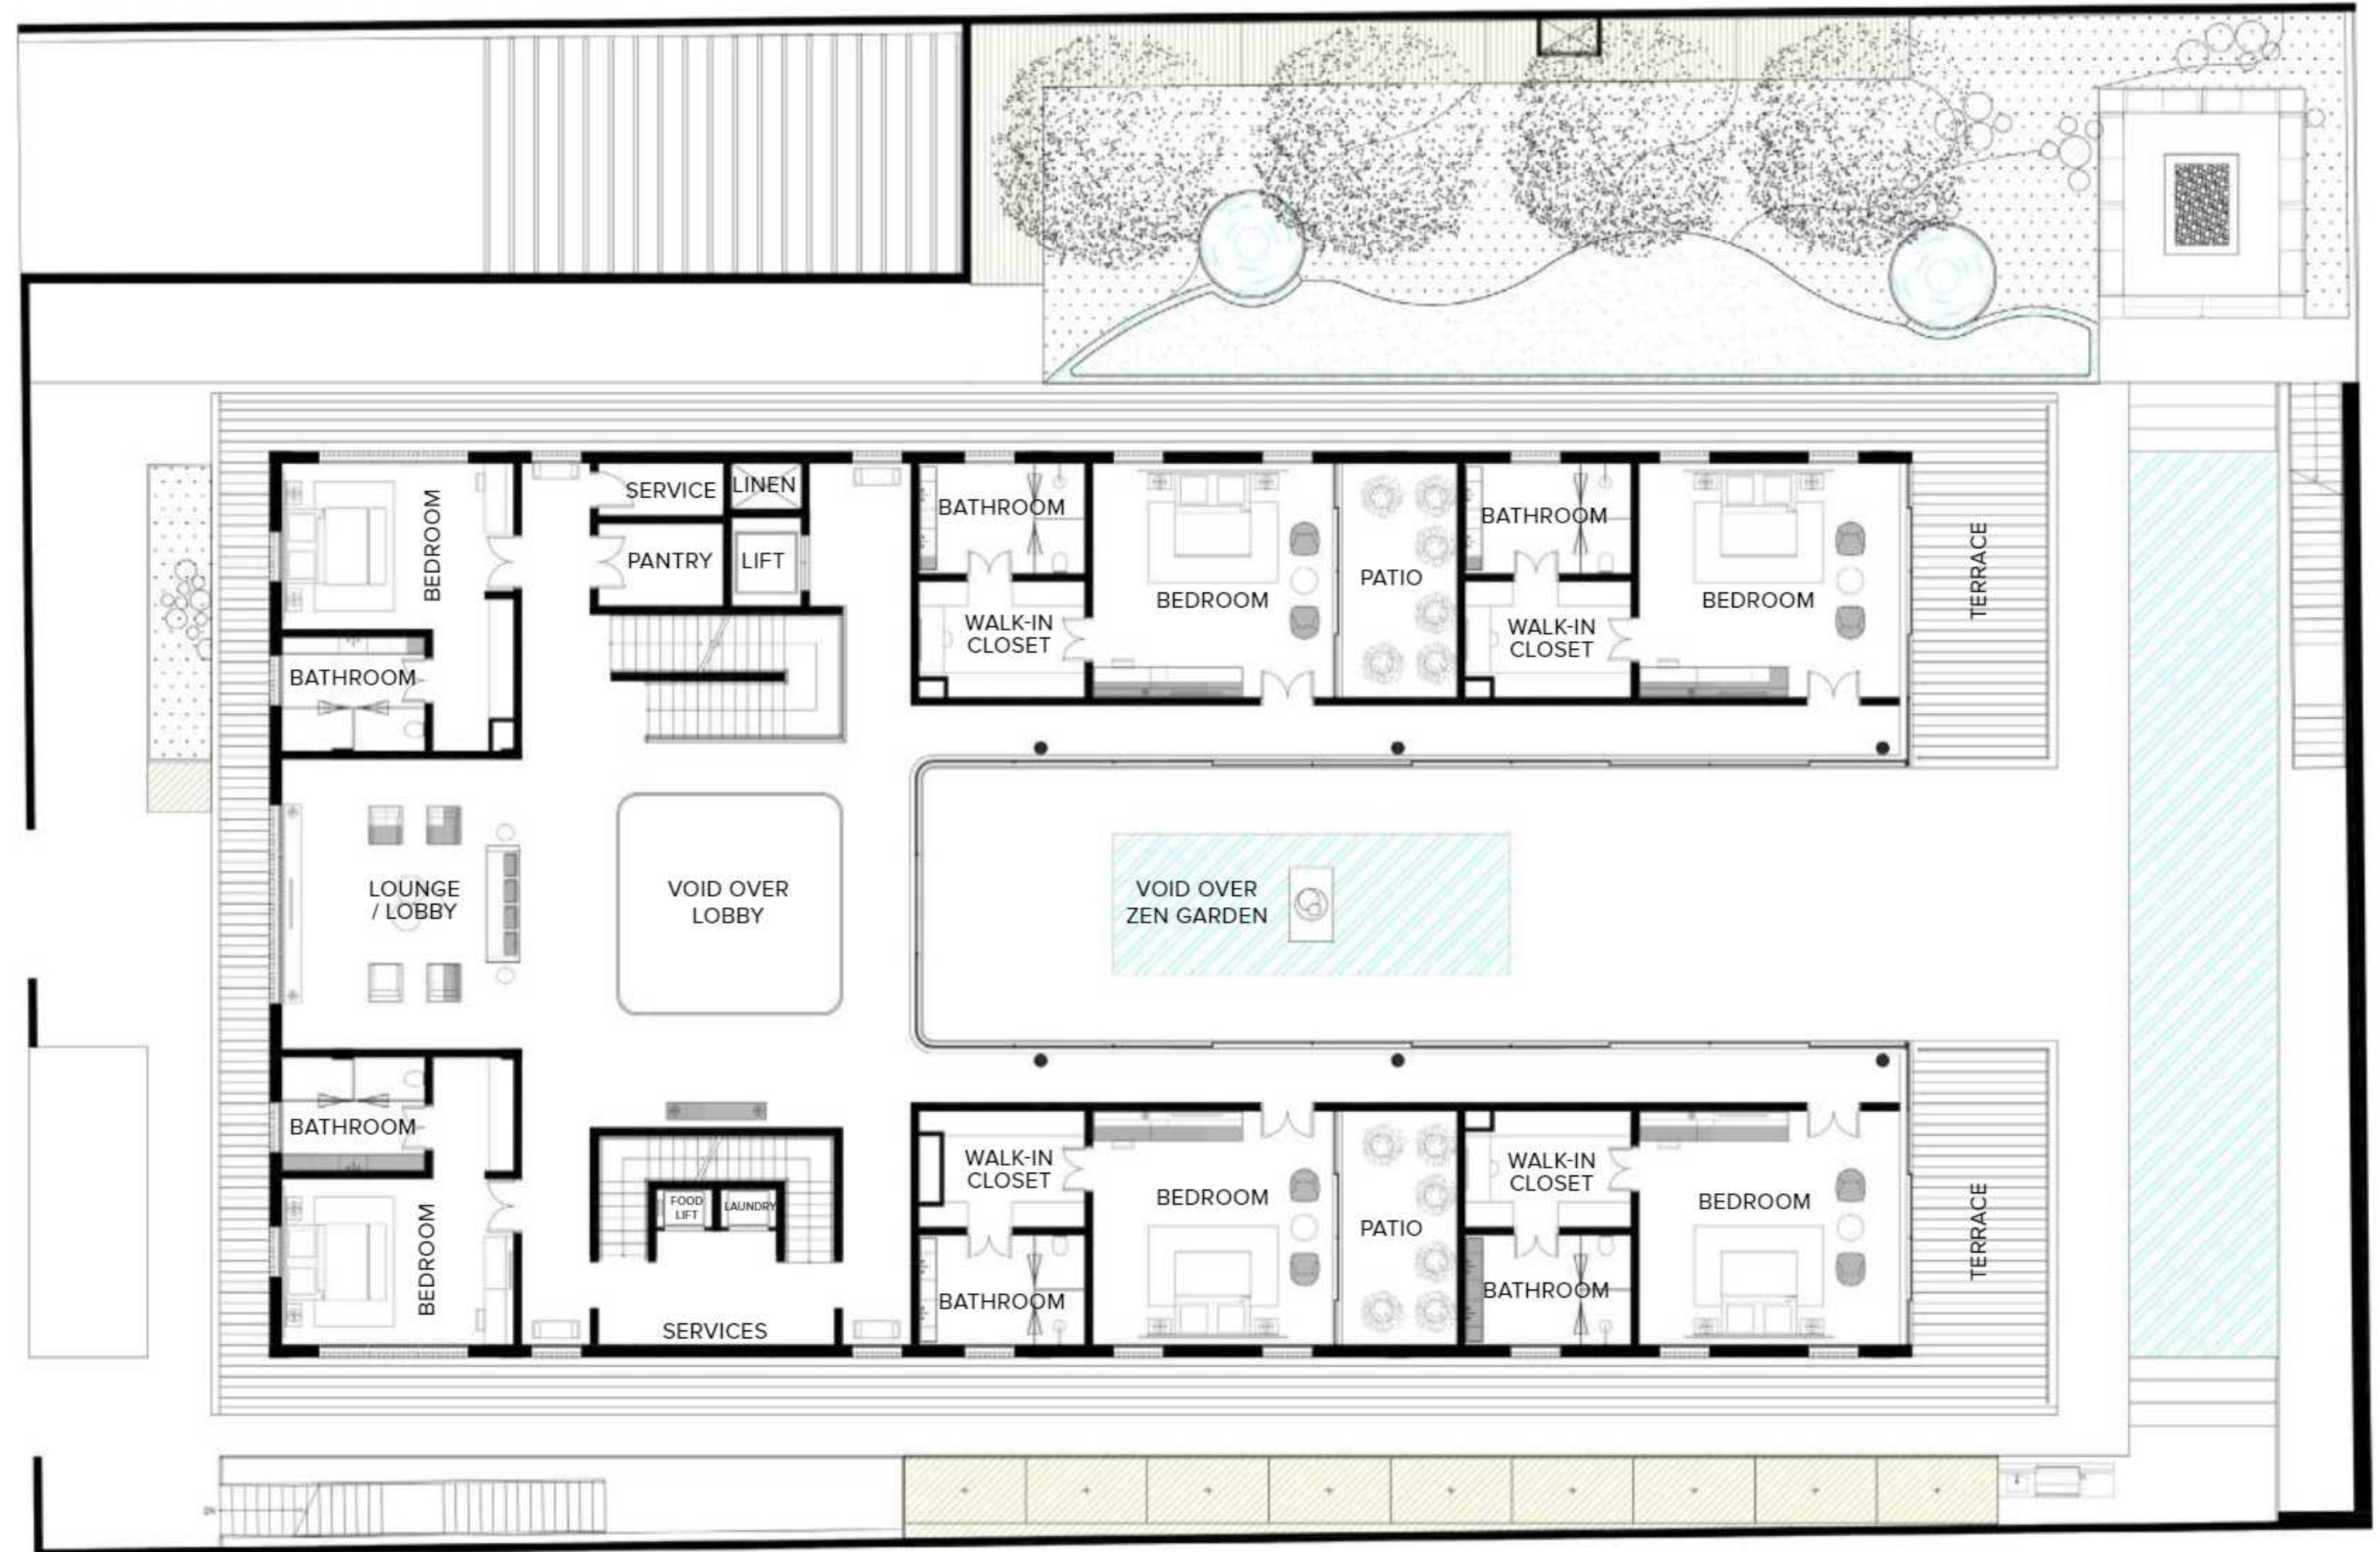 SERVICE
LINEN
BATHROOM
BATHROOM
BEDROOM
PANTRY
LIFT
PATIO
TERRACE
BEDROOM
BEDROOM
WALK-IN
CLOSET
WALK-IN
CLOSET
BATHROOM
LOUNGE
/ LOBBY
VOID OVER
LOBBY
VOID OVER
ZEN GARDEN
BATHROOM
WALK-IN
CLOSET
WALK-IN
CLOSET
BEDROOM
BEDROOM
FOOD
LIFT
LAUNDRY
PATIO
TERRACE
BEDROOM
BATHROOM
BATHROOM
SERVICES